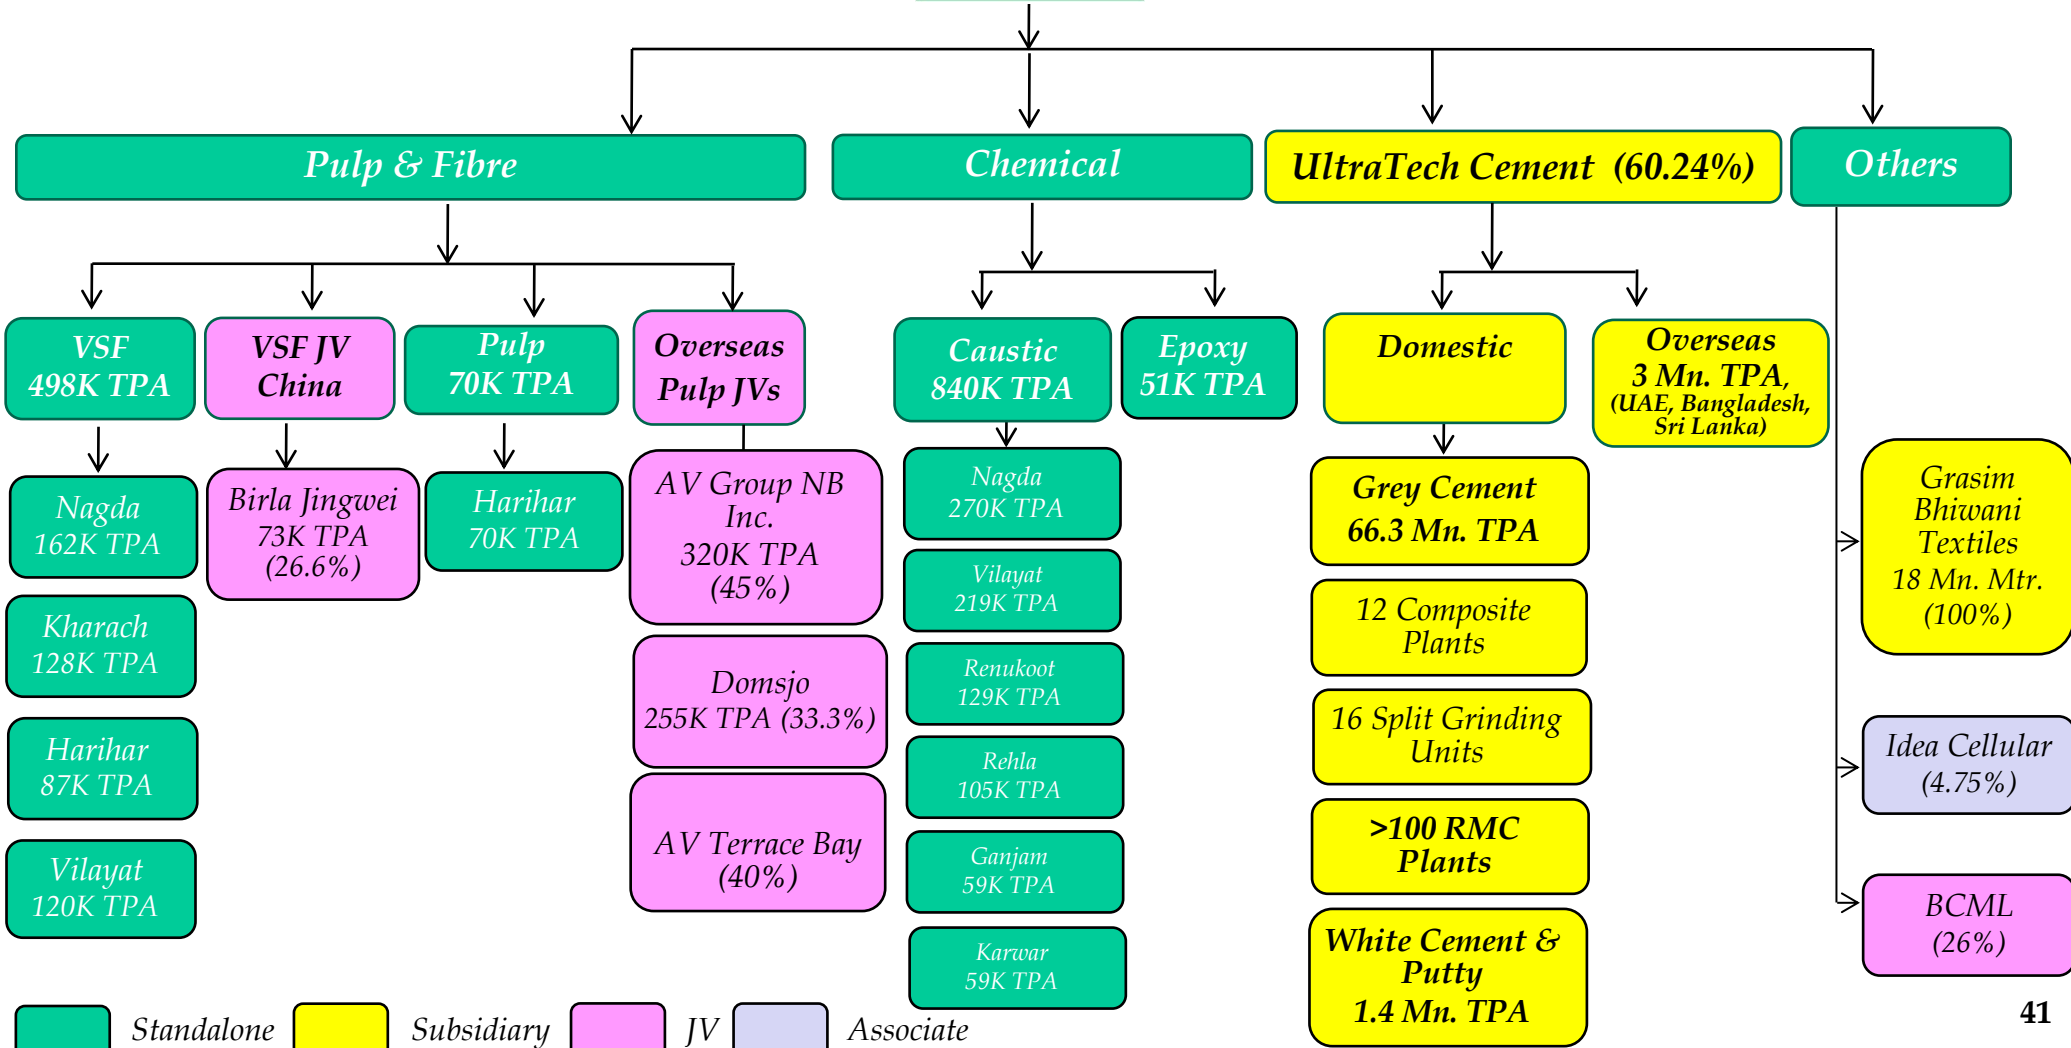 Pulp & Fibre
Chemical
UltraTech Cement (60.24%)
Others
VSF
498K TPA
VSF JV
China
Pulp
70K TPA
Overseas
Pulp JVs
Caustic
840K TPA
Epoxy
51K TPA
Domestic
Overseas
3 Mn. TPA,
(UAE, Bangladesh,
Sri Lanka)
Nagda
162K TPA
Kharach
128K TPA
Harihar
87K TPA
Vilayat
120K TPA
Birla Jingwei
73K TPA
(26.6%)
Harihar
70K TPA
AV Group NB
Inc.
320K TPA
(45%)
Domsjo
255K TPA (33.3%)
AV Terrace Bay
(40%)
Nagda
270K TPA
Vilayat
219K TPA
Renukoot
129K TPA
Rehla
105K TPA
Ganjam
59K TPA
Karwar
59K TPA
Grey Cement
66.3 Mn. TPA
12 Composite
Plants
16 Split Grinding
Units
>100 RMC
Plants
White Cement &
Putty
1.4 Mn. TPA
Grasim
Bhiwani
Textiles
18 Mn. Mtr.
(100%)
Idea Cellular
(4.75%)
BCML
(26%)
Standalone
Subsidiary
JV
Associate
41